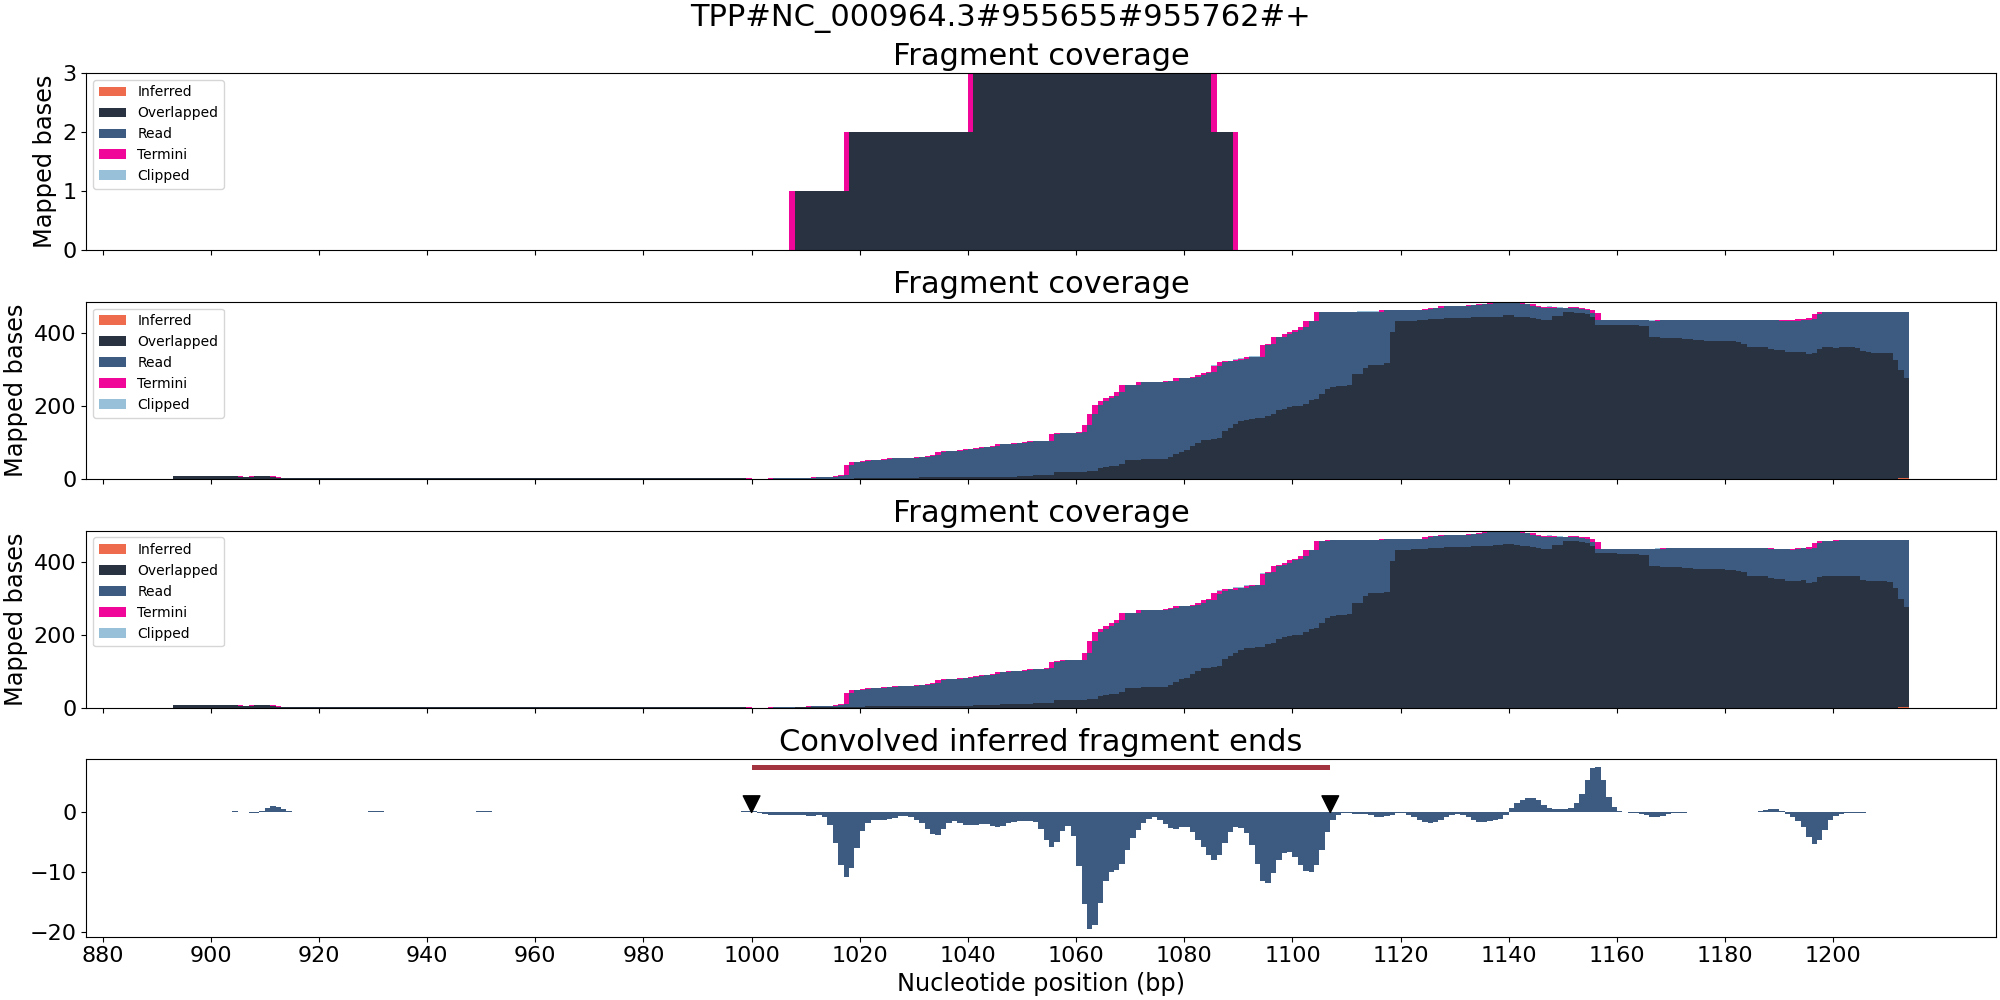 TPP#NC_000964.3#955655#955762#+
Fragment coverage
Mapped bases
3
2
1
0
Inferred
Overlapped
Read
Termini
Clipped
Fragment coverage
Mapped bases
400
200
0
Inferred
Overlapped
Read
Termini
Clipped
Fragment coverage
Mapped bases
400
200
0
Inferred
Overlapped
Read
Termini
Clipped
Convolved inferred fragment ends
0
−10
−20
880 900 920 940 960 980 1000 1020 1040 1060 1080 1100 1120 1140 1160 1180 1200
Nucleotide position (bp)